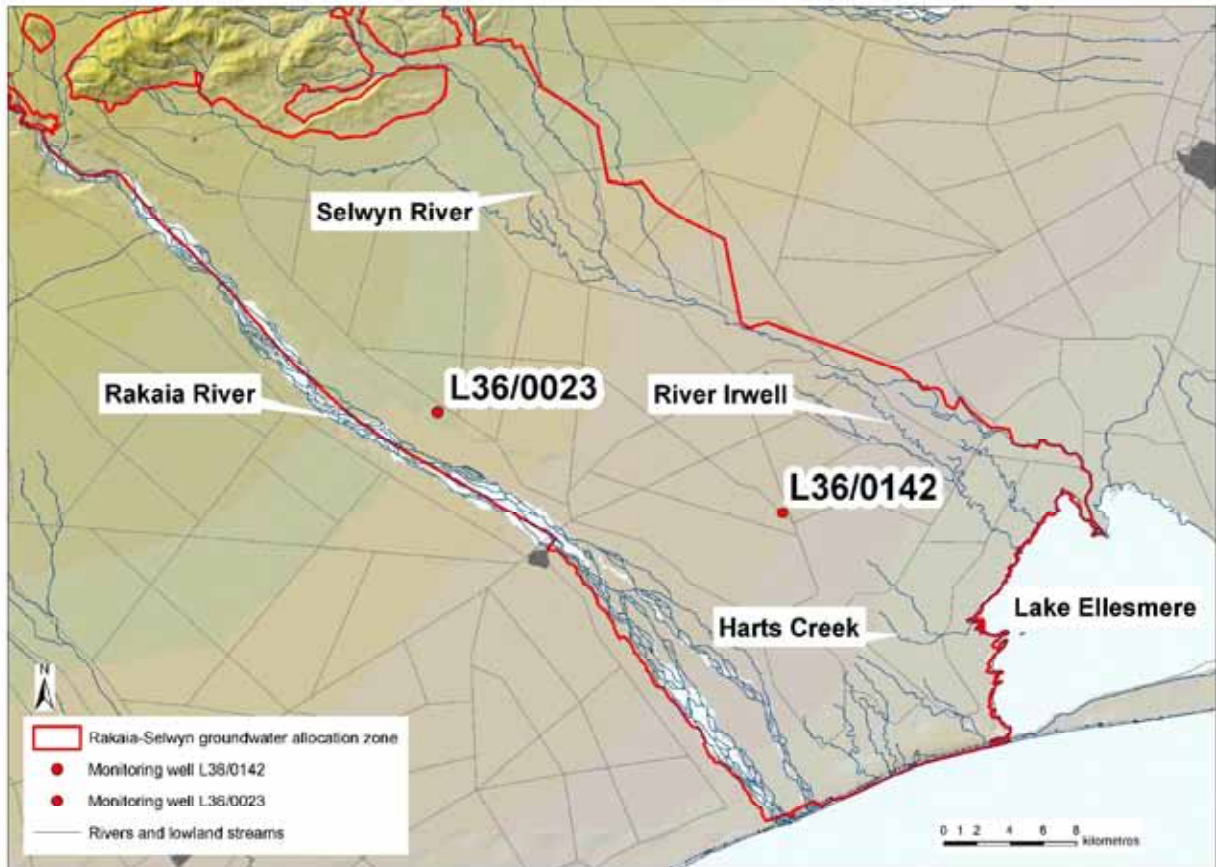 Selwyn River
Rakaia River
L36/0023
River Irwell
L36/0142
Harts Creek
Lake Ellesmere
N
Rakaia-Selwyn groundwater allocation zone
Monitoring well L36/0142
Monitoring well L36/0023
Rivers and lowland streams
0 1 2 4 6 8
kilometres